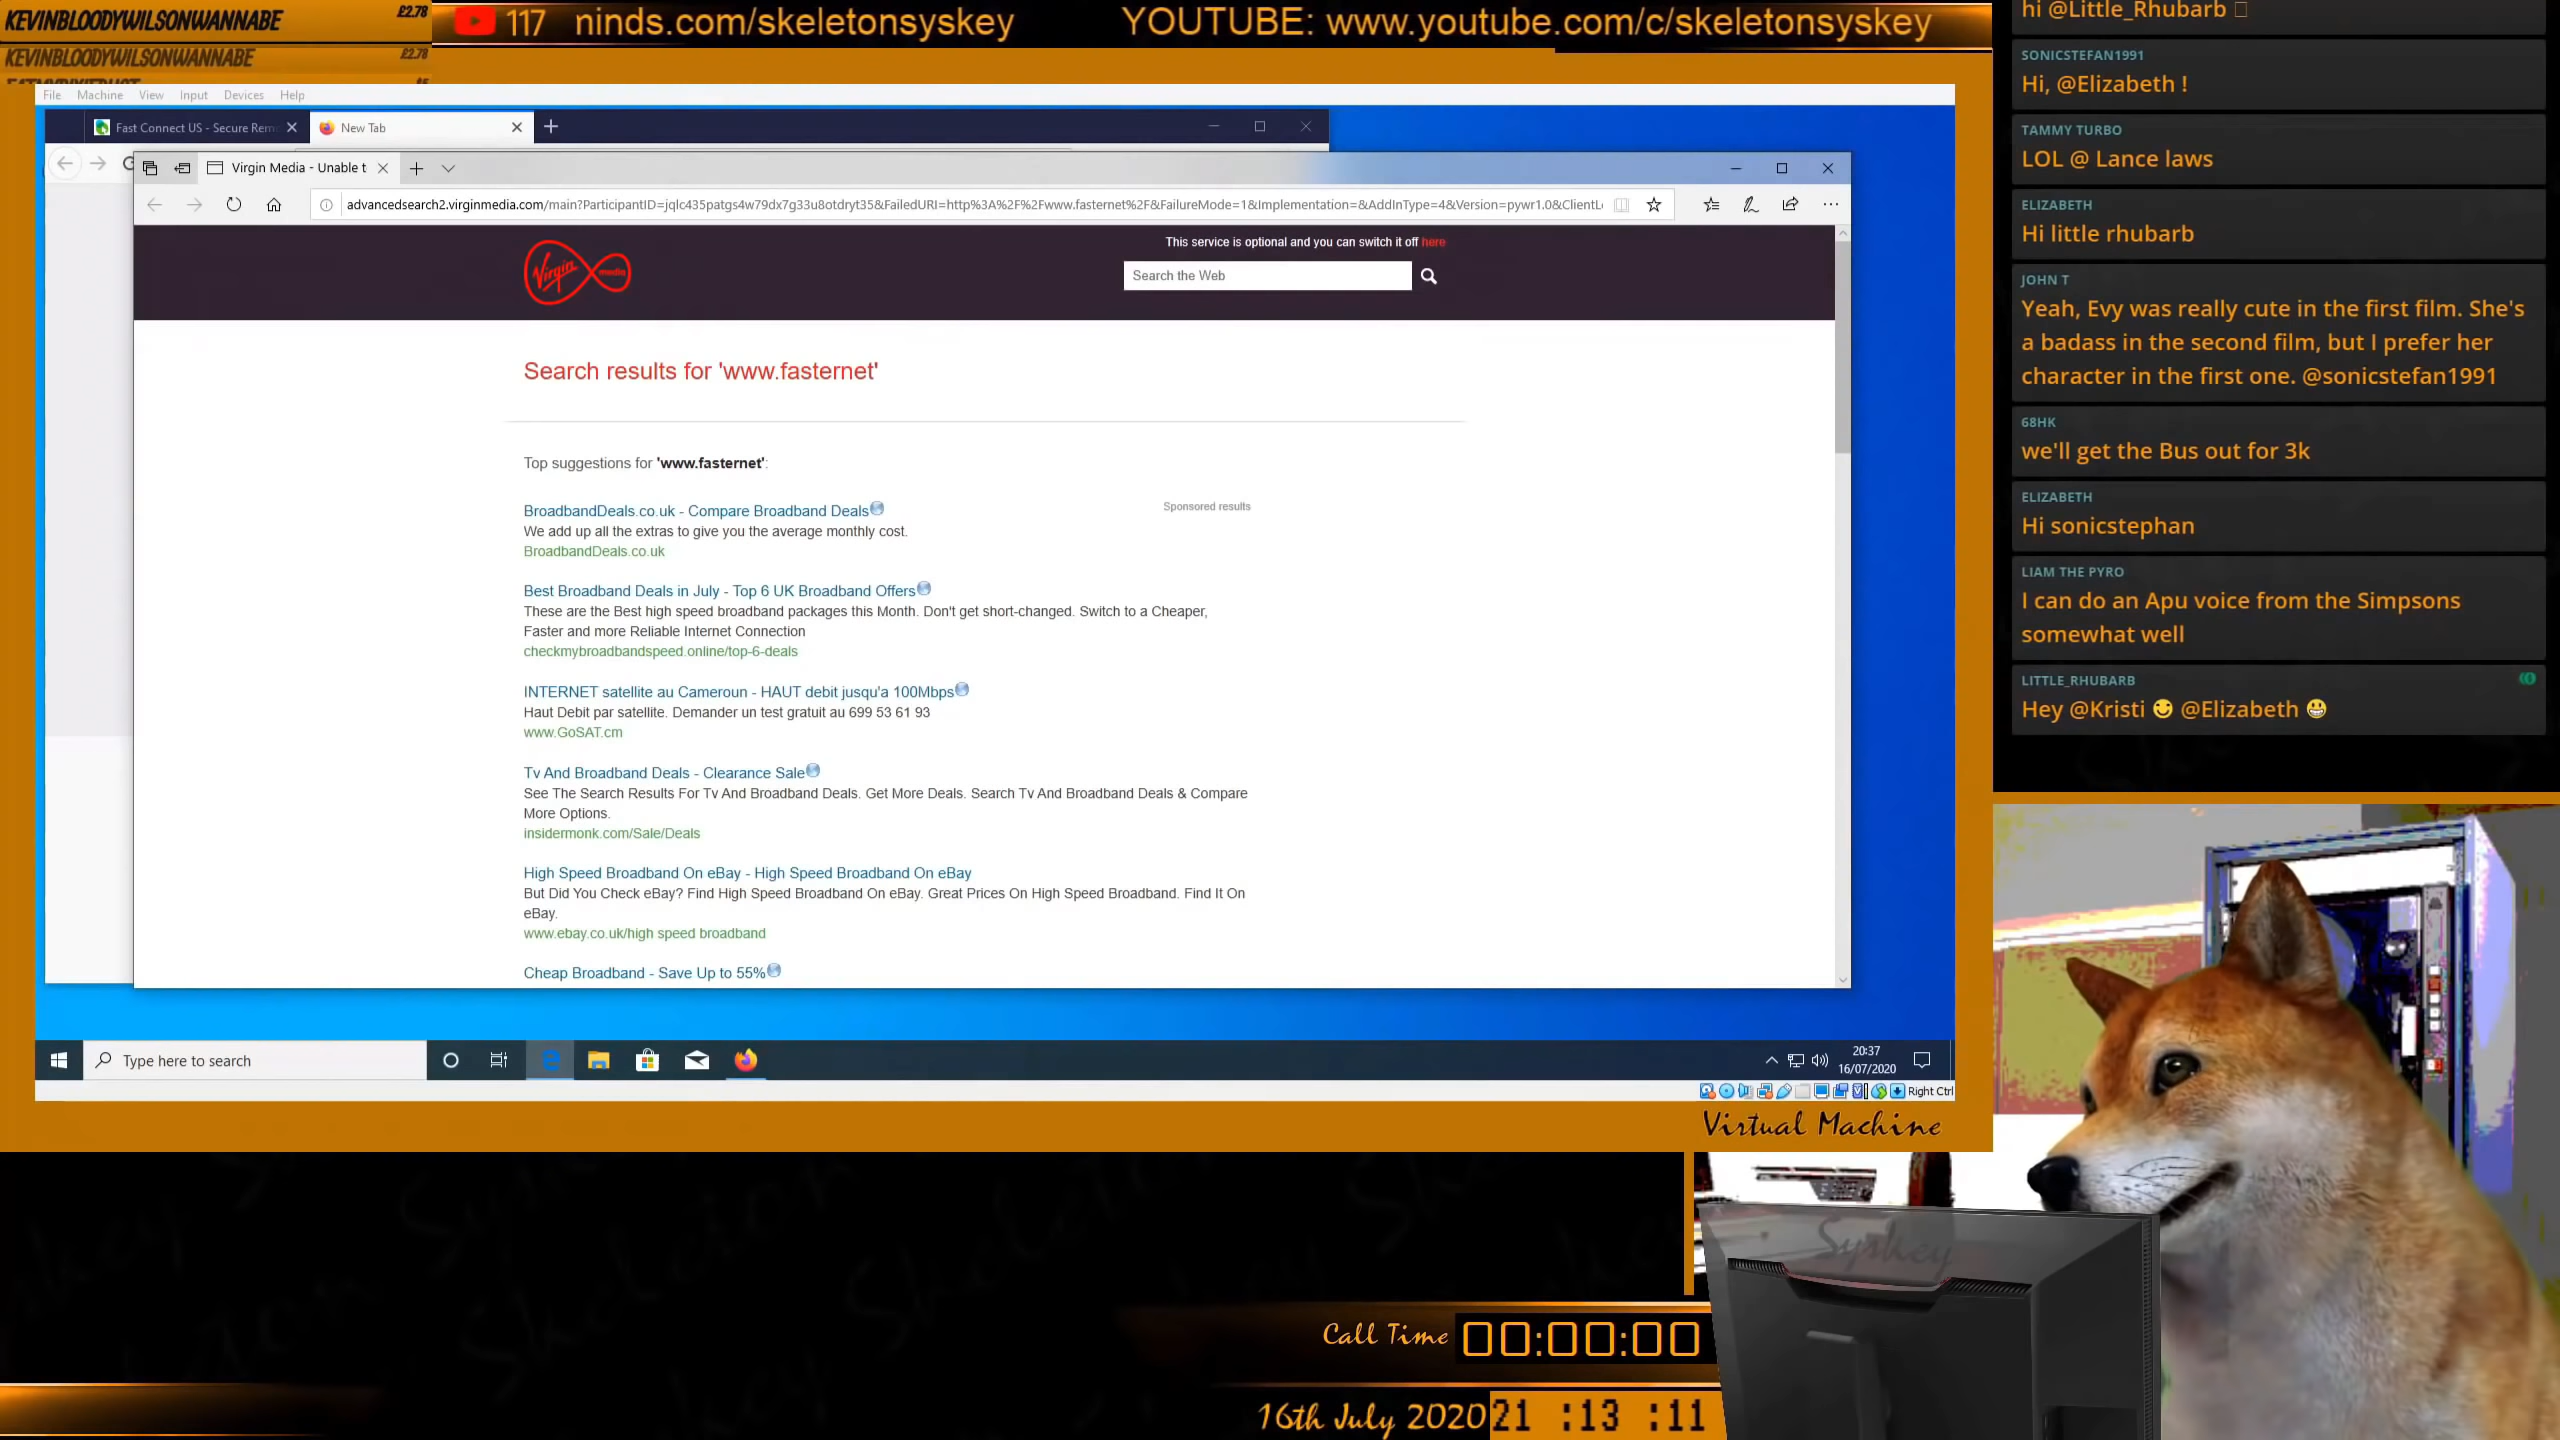 KEVINBLOODYWILSONWANNABE £2.78
KEVINBLOODYWILSONWANNABE £2.78
117 ninds.com/skeletonsyskey YOUTUBE: www.youtube.com/c/skeletonsyskey
File Machine View Input Devices Help
Fast Connect US - Secure Rem
New Tab
Virgin Media - Unable t
advancedsearch2.virginmedia.com/main?ParticipantID=jqlc435patgs4w79dx7g33u8otdryt35&FailedURI=http%3A%2F%2Fwww.fasternet%2F&FailureMode=1&Implementation=&AddInType=4&Version=pywr1.0&ClientL
This service is optional and you can switch it off here
Virgin media
Search the Web
Search results for 'www.fasternet'
Top suggestions for 'www.fasternet':
Sponsored results
BroadbandDeals.co.uk - Compare Broadband Deals
We add up all the extras to give you the average monthly cost.
BroadbandDeals.co.uk
Best Broadband Deals in July - Top 6 UK Broadband Offers
These are the Best high speed broadband packages this Month. Don't get short-changed. Switch to a Cheaper,
Faster and more Reliable Internet Connection
checkmybroadbandspeed.online/top-6-deals
INTERNET satellite au Cameroun - HAUT debit jusqu'a 100Mbps
Haut Debit par satellite. Demander un test gratuit au 699 53 61 93
www.GoSAT.cm
Tv And Broadband Deals - Clearance Sale
See The Search Results For Tv And Broadband Deals. Get More Deals. Search Tv And Broadband Deals & Compare
More Options.
insidermonk.com/Sale/Deals
High Speed Broadband On eBay - High Speed Broadband On eBay
But Did You Check eBay? Find High Speed Broadband On eBay. Great Prices On High Speed Broadband. Find It On
eBay.
www.ebay.co.uk/high speed broadband
Cheap Broadband - Save Up to 55%
Type here to search
20:37
16/07/2020
Right Ctrl
Virtual Machine
hi @Little_Rhubarb
SONICSTEFAN1991
Hi, @Elizabeth !
TAMMY TURBO
LOL @ Lance laws
ELIZABETH
Hi little rhubarb
JOHN T
Yeah, Evy was really cute in the first film. She's
a badass in the second film, but I prefer her
character in the first one. @sonicstefan1991
68HK
we'll get the Bus out for 3k
ELIZABETH
Hi sonicstephan
LIAM THE PYRO
I can do an Apu voice from the Simpsons
somewhat well
LITTLE_RHUBARB
Hey @Kristi 😉 @Elizabeth 😀
Syskey
Call Time 00:00:00
16th July 2020 21 :13 :11